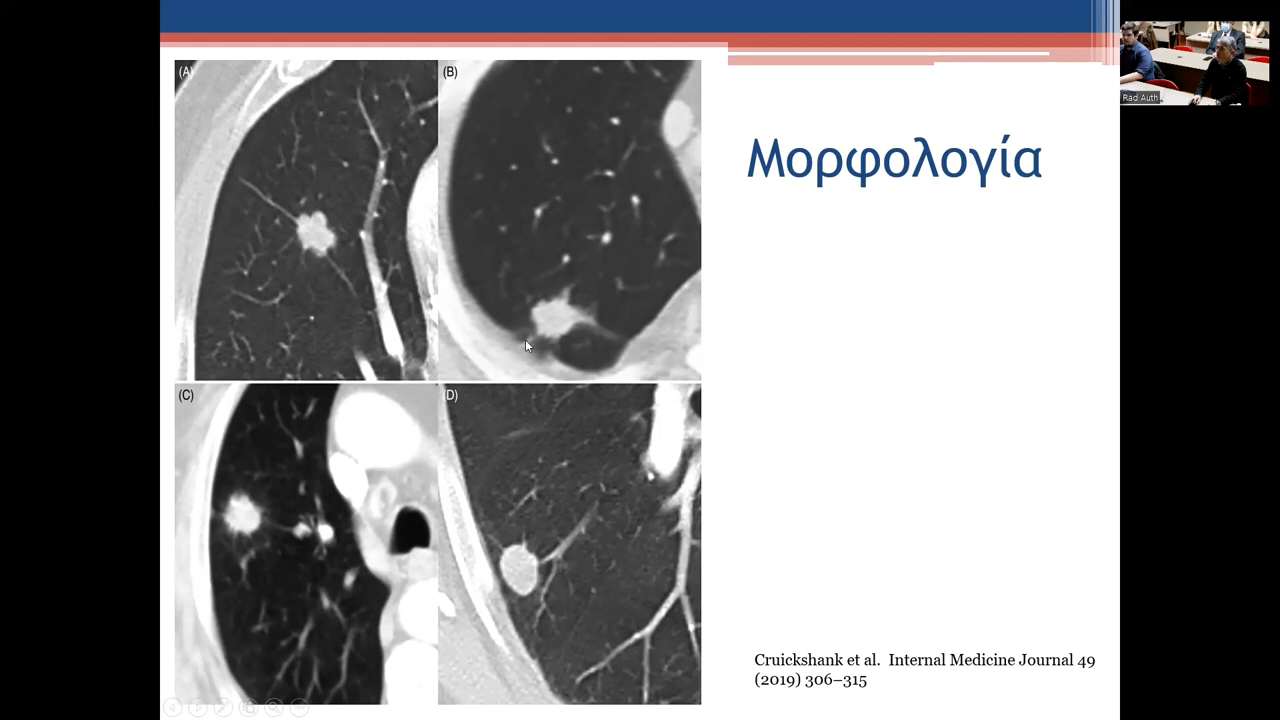 (A)
(B)
Μορφολογία
Rad Auth
(C)
(D)
Cruickshank et al.  Internal Medicine Journal 49
(2019) 306–315